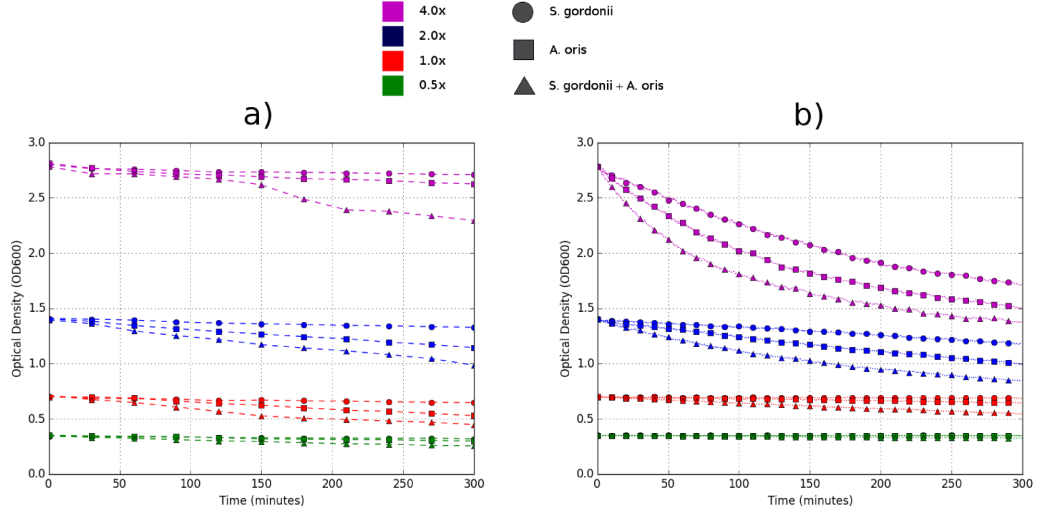 4.0x
S. gordonii
2.0x
A. oris
1.0x
0.5x
S. gordonii + A. oris
a)
b)
3.0
2.5
2.0
1.5
1.0
0.5
0.0
Optical Density (OD600)
0 50 100 150 200 250 300
Time (minutes)
3.0
2.5
2.0
1.5
1.0
0.5
0.0
Optical Density (OD600)
0 50 100 150 200 250 300
Time (minutes)